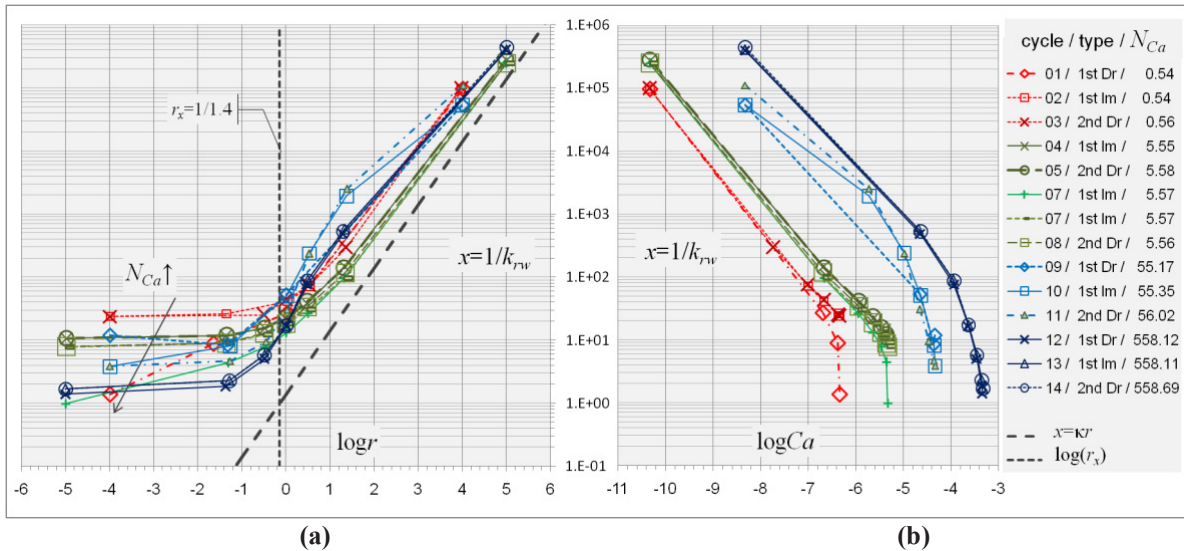 r_x=1/1.4
N_Ca↑
x=1/k_rw
logr
-6 -5 -4 -3 -2 -1 0 1 2 3 4 5 6
1.E+06
1.E+05
1.E+04
1.E+03
1.E+02
1.E+01
1.E+00
1.E-01
x=1/k_rw
logCa
-11 -10 -9 -8 -7 -6 -5 -4 -3
cycle / type / N_Ca
01 / 1st Dr / 0.54
02 / 1st Im / 0.54
03 / 2nd Dr / 0.56
04 / 1st Im / 5.55
05 / 2nd Dr / 5.58
07 / 1st Im / 5.57
07 / 1st Im / 5.57
08 / 2nd Dr / 5.56
09 / 1st Dr / 55.17
10 / 1st Im / 55.35
11 / 2nd Dr / 56.02
12 / 1st Dr / 558.12
13 / 1st Im / 558.11
14 / 2nd Dr / 558.69
x=κr
log(r_x)
(a)
(b)